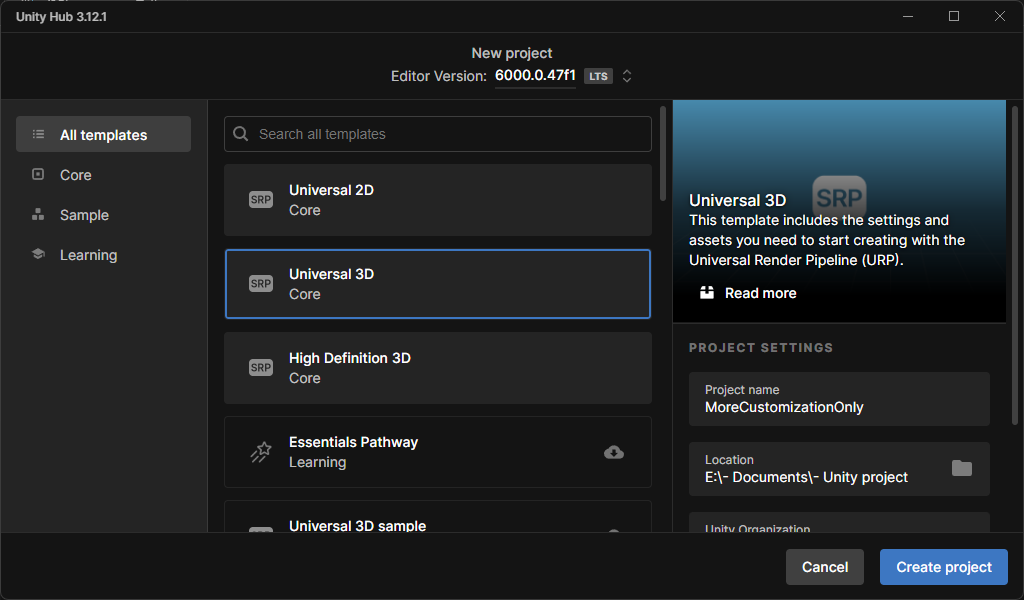 Unity Hub 3.12.1
New project
Editor Version: 6000.0.47f1 LTS
All templates
Core
Sample
Learning
Search all templates
SRP
Universal 2D
Core
SRP
Universal 3D
Core
SRP
High Definition 3D
Core
Essentials Pathway
Learning
Universal 3D sample
SRP
Universal 3D
This template includes the settings and
assets you need to start creating with the
Universal Render Pipeline (URP).
Read more
PROJECT SETTINGS
Project name
MoreCustomizationOnly
Location
E:\- Documents\- Unity project
Unity Organization
Cancel
Create project